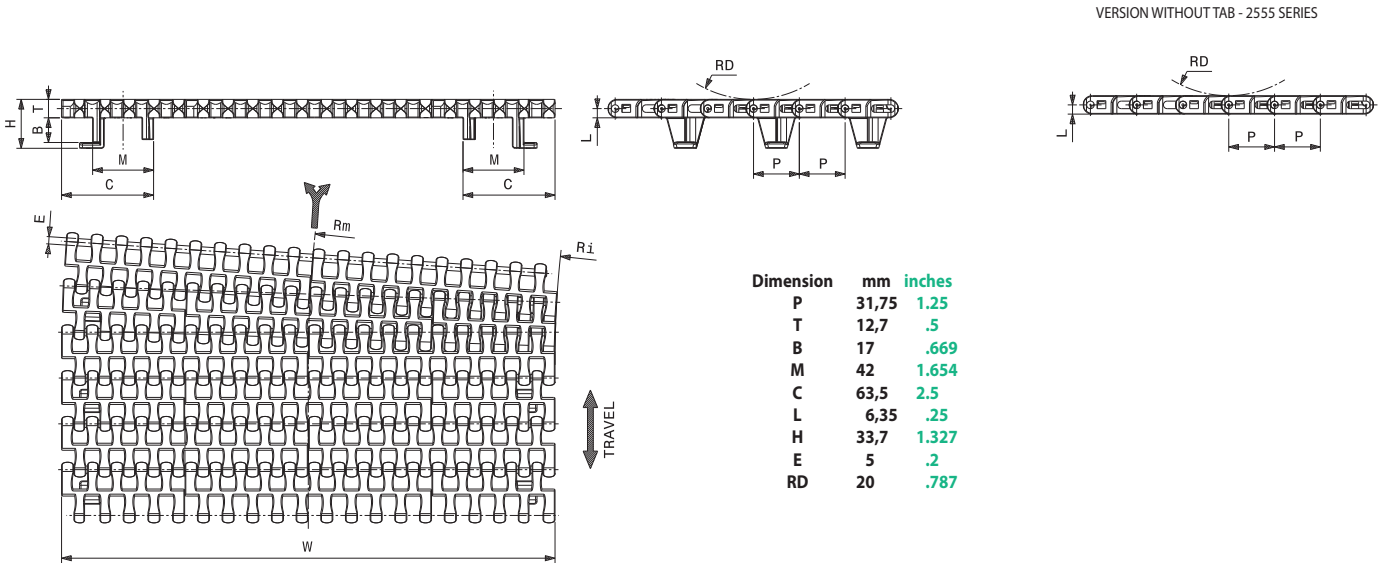 VERSION WITHOUT TAB - 2555 SERIES
RD
RD
H
T
B
L
L
M
M
P
P
P
P
C
C
E
Rm
Ri
TRAVEL
W
Dimension mm inches
P 31,75 1.25
T 12,7 .5
B 17 .669
M 42 1.654
C 63,5 2.5
L 6,35 .25
H 33,7 1.327
E 5 .2
RD 20 .787